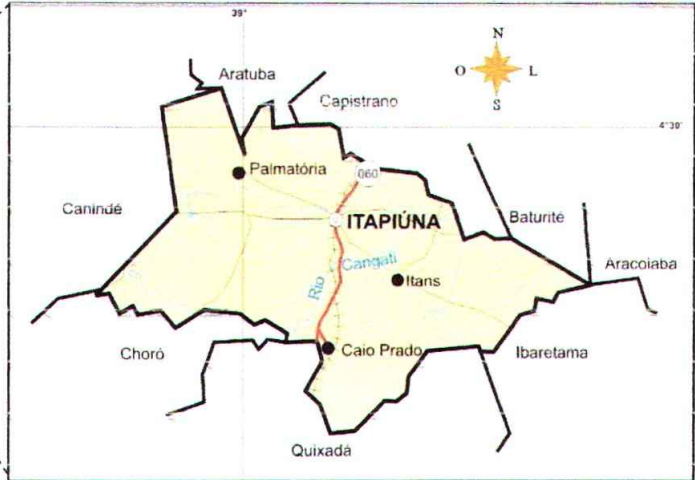 39°
N
O L
S
4°30
Aratuba
Capistrano
060
Palmatória
Canindé
ITAPIÚNA
Baturité
Rio Cangati
Itans
Aracoiaba
Choró
Caio Prado
Ibaretama
Quixadá